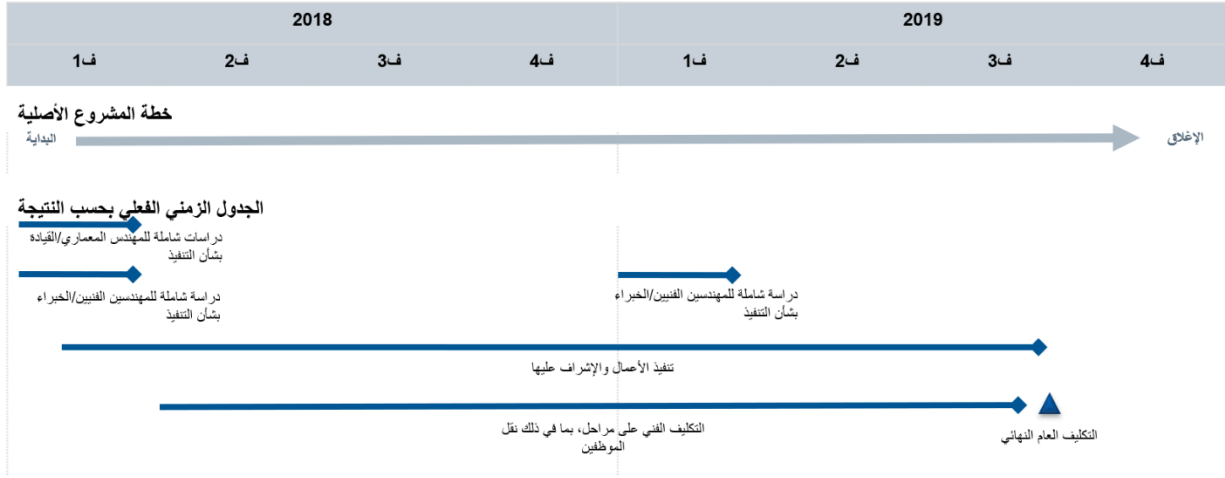 2018
2019
ف1
ف2
ف3
ف4
ف1
ف2
ف3
ف4
خطة المشروع الأصلية
البداية
الإغلاق
الجدول الزمني الفعلي بحسب النتيجة
دراسات شاملة للمهندس المعماري/القيادة
بشأن التنفيذ
دراسة شاملة للمهندسين الفنيين/الخبراء
بشأن التنفيذ
دراسة شاملة للمهندسين الفنيين/الخبراء
بشأن التنفيذ
تنفيذ الأعمال والإشراف عليها
التكليف الفني على مراحل، بما في ذلك نقل
الموظفين
التكليف العام النهائي